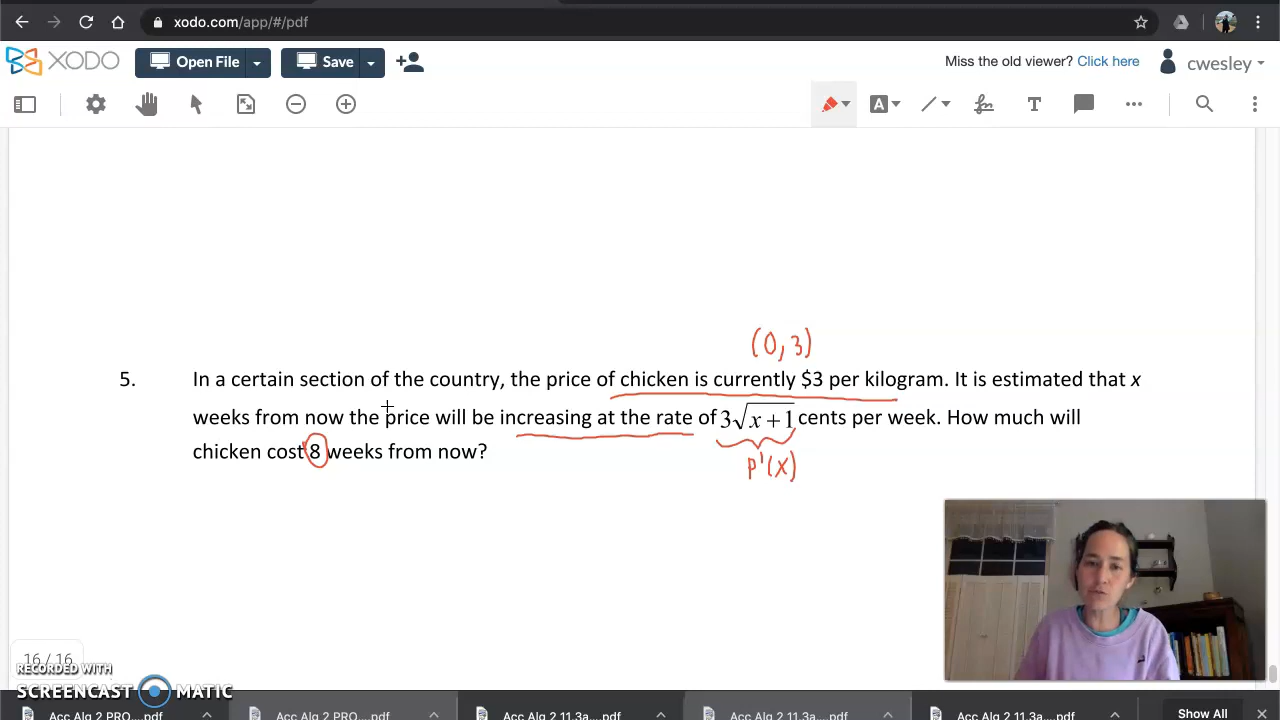 xodo.com/app/#/pdf
XODO Open File Save Miss the old viewer? Click here cwesley
A T
(0, 3)
5. In a certain section of the country, the price of chicken is currently $3 per kilogram. It is estimated that x
weeks from now the price will be increasing at the rate of 3√(x + 1) cents per week. How much will
chicken cost 8 weeks from now?
p'(x)
16 / 16
RECORDED WITH
SCREENCAST MATIC
Acc Alg 2 PRO....pdf Acc Alg 2 PRO....pdf Acc Alg 2 11.3a....pdf Acc Alg 2 11.3a....pdf Acc Alg 2 11.3a....pdf Show All